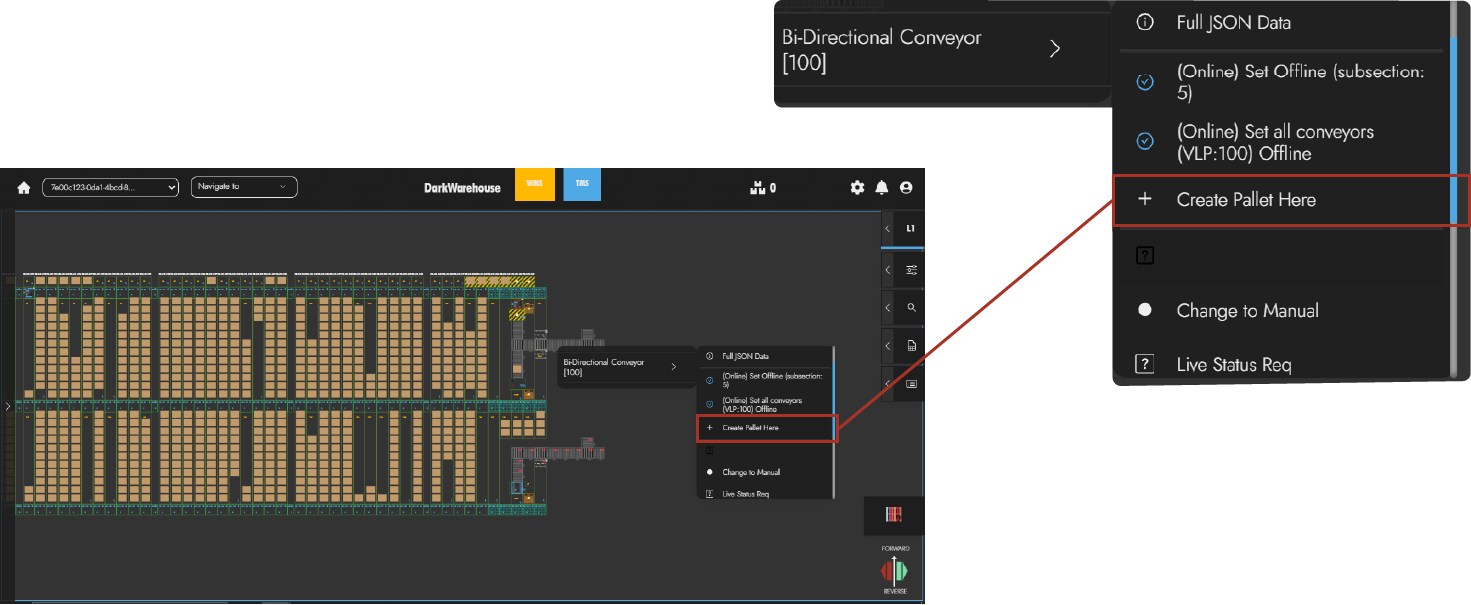 Bi-Directional Conveyor
[100]
Full JSON Data
(Online) Set Offline (subsection:
5)
(Online) Set all conveyors
(VLP:100) Offline
Create Pallet Here
Change to Manual
Live Status Req
7e00c123-0da1-4bcd-8...
Navigate to
DarkWarehouse
WMS
TMS
0
L1
Bi-Directional Conveyor
[100]
Full JSON Data
(Online) Set Offline (subsection:
5)
(Online) Set all conveyors
(VLP:100) Offline
Create Pallet Here
Change to Manual
Live Status Req
FORWARD
REVERSE